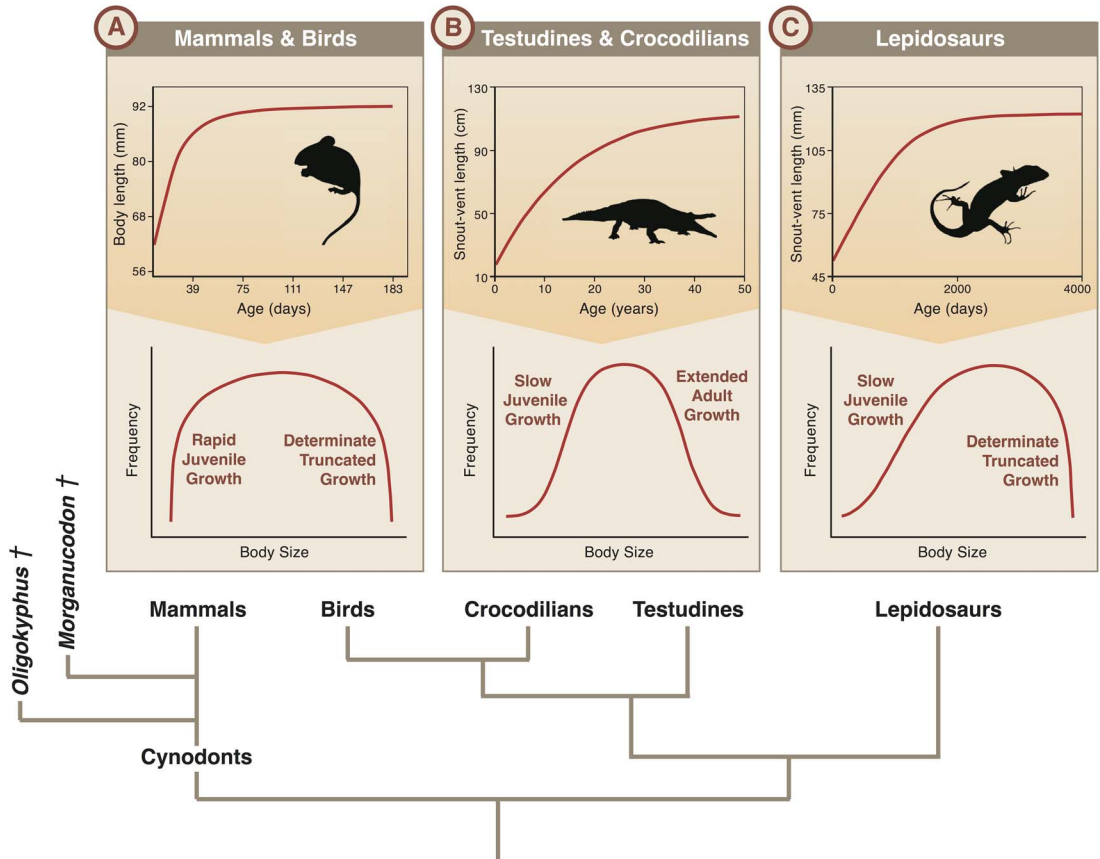 A
Mammals & Birds
Body length (mm)
92
80
68
56
39 75 111 147 183
Age (days)
Frequency
Rapid
Juvenile
Growth
Determinate
Truncated
Growth
Body Size
B
Testudines & Crocodilians
Snout-vent length (cm)
130
90
50
10
0 10 20 30 40 50
Age (years)
Frequency
Slow
Juvenile
Growth
Extended
Adult
Growth
Body Size
C
Lepidosaurs
Snout-vent length (mm)
135
105
75
45
0 2000 4000
Age (days)
Frequency
Slow
Juvenile
Growth
Determinate
Truncated
Growth
Body Size
Oligokyphus †
Morganucodon †
Mammals
Birds
Crocodilians
Testudines
Lepidosaurs
Cynodonts